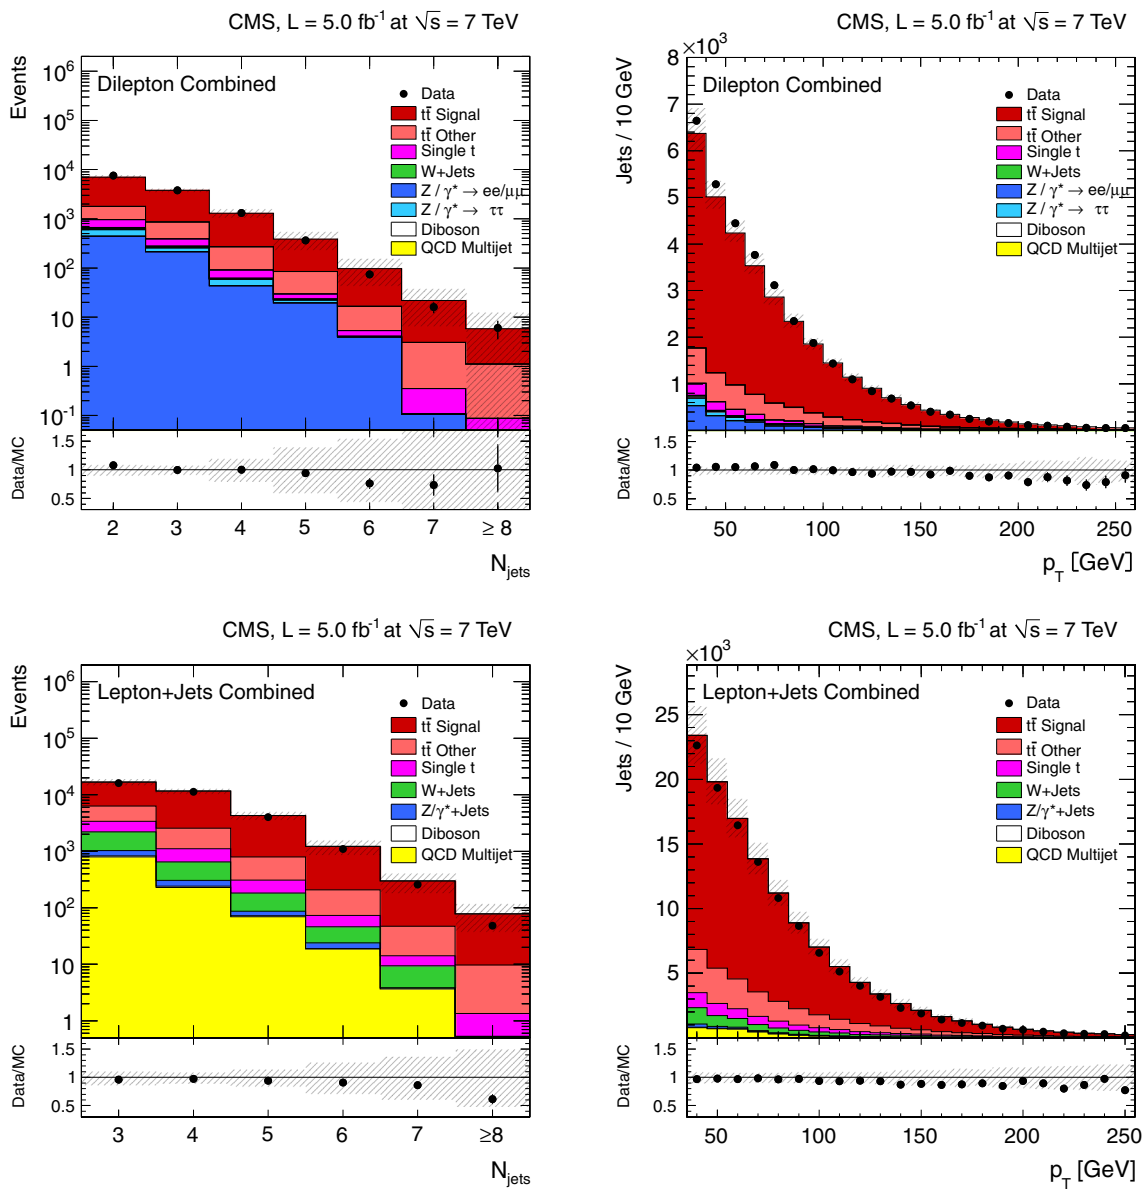 CMS, L = 5.0 fb⁻¹ at √s = 7 TeV
Events
10⁶
10⁵
10⁴
10³
10²
10
1
10⁻¹
Dilepton Combined
Data
tt̄ Signal
tt̄ Other
Single t
W+Jets
Z / γ* → ee/μμ
Z / γ* → ττ
Diboson
QCD Multijet
Data/MC
1.5
1
0.5
2 3 4 5 6 7 ≥ 8
N_jets
CMS, L = 5.0 fb⁻¹ at √s = 7 TeV
×10³
Jets / 10 GeV
8
7
6
5
4
3
2
1
Dilepton Combined
Data
tt̄ Signal
tt̄ Other
Single t
W+Jets
Z / γ* → ee/μμ
Z / γ* → ττ
Diboson
QCD Multijet
Data/MC
1.5
1
0.5
50 100 150 200 250
p_T [GeV]
CMS, L = 5.0 fb⁻¹ at √s = 7 TeV
Events
10⁶
10⁵
10⁴
10³
10²
10
1
Lepton+Jets Combined
Data
tt̄ Signal
tt̄ Other
Single t
W+Jets
Z/γ*+Jets
Diboson
QCD Multijet
Data/MC
1.5
1
0.5
3 4 5 6 7 ≥8
N_jets
CMS, L = 5.0 fb⁻¹ at √s = 7 TeV
×10³
Jets / 10 GeV
25
20
15
10
5
Lepton+Jets Combined
Data
tt̄ Signal
tt̄ Other
Single t
W+Jets
Z/γ*+Jets
Diboson
QCD Multijet
Data/MC
1.5
1
0.5
50 100 150 200 250
p_T [GeV]